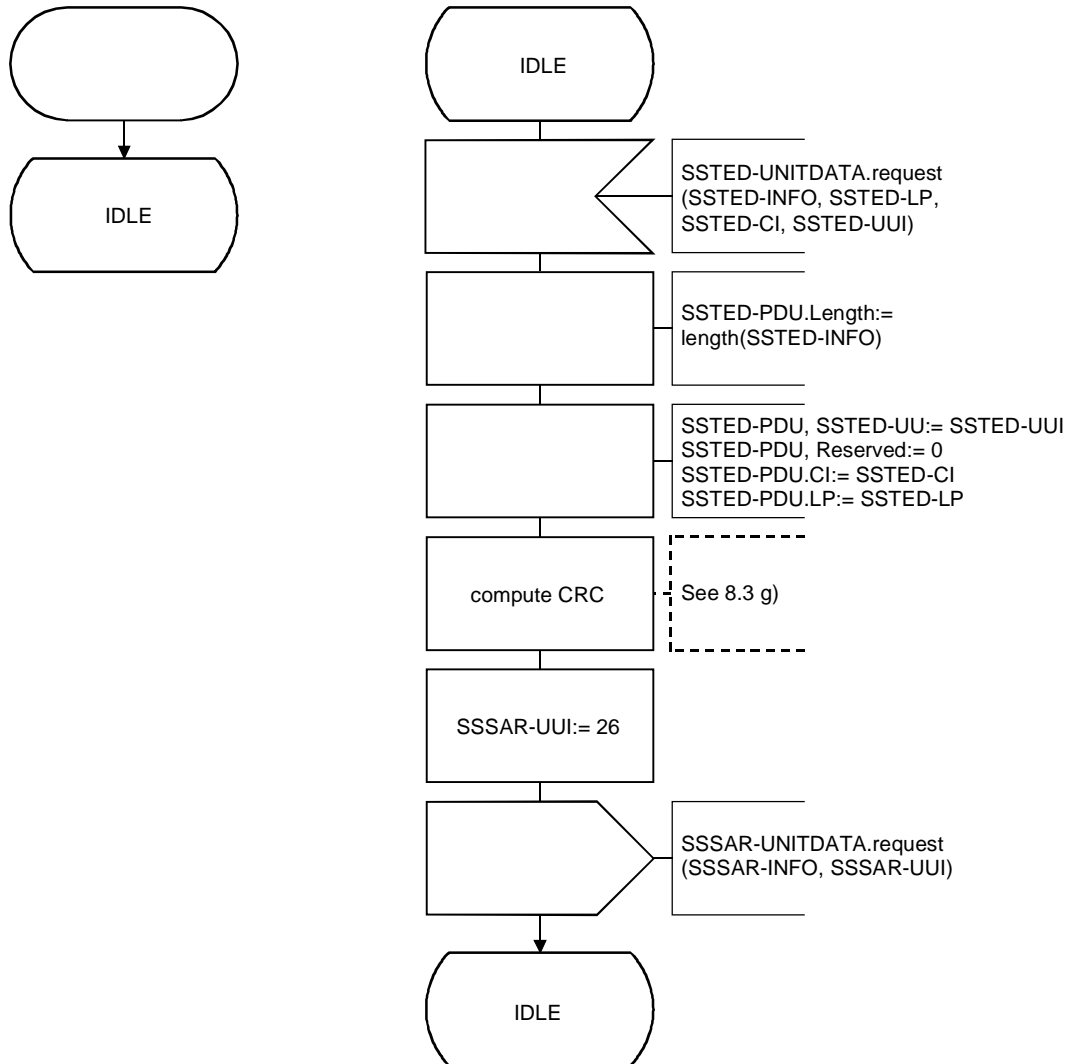 IDLE
IDLE
SSTED-UNITDATA.request
(SSTED-INFO, SSTED-LP,
SSTED-CI, SSTED-UUI)
SSTED-PDU.Length:=
length(SSTED-INFO)
SSTED-PDU, SSTED-UU:= SSTED-UUI
SSTED-PDU, Reserved:= 0
SSTED-PDU.CI:= SSTED-CI
SSTED-PDU.LP:= SSTED-LP
compute CRC
See 8.3 g)
SSSAR-UUI:= 26
SSSAR-UNITDATA.request
(SSSAR-INFO, SSSAR-UUI)
IDLE